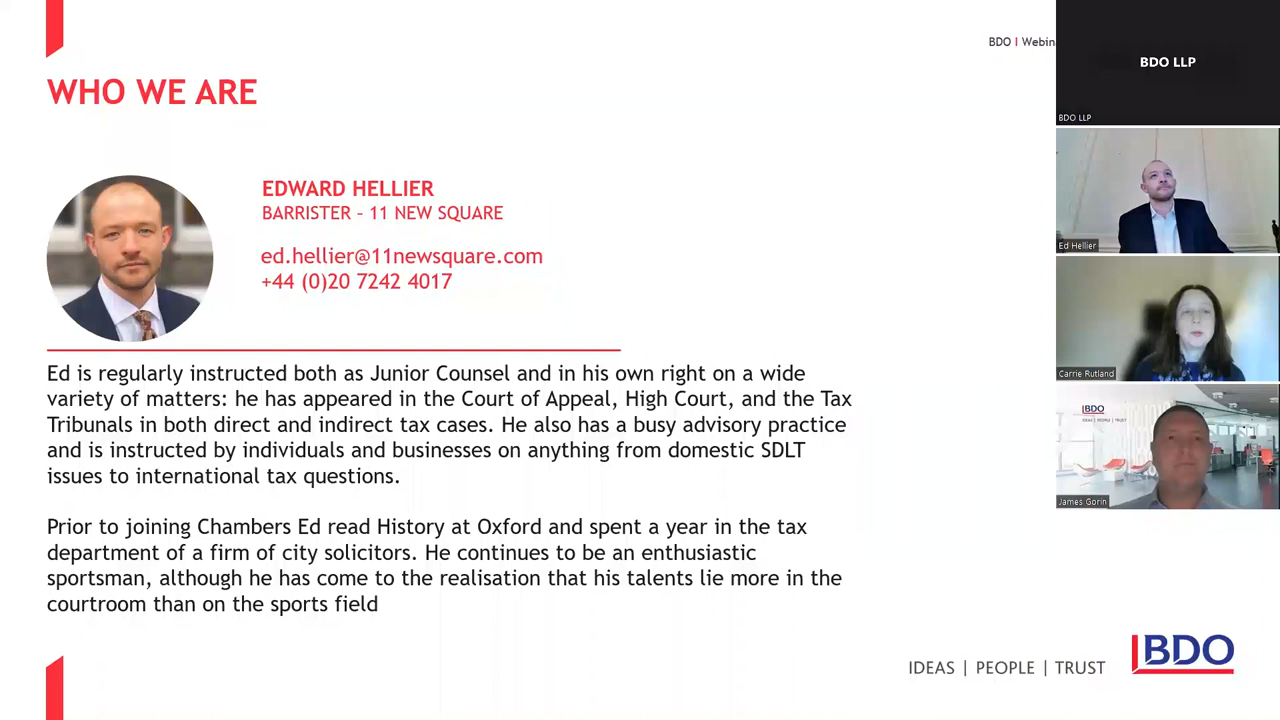 BDO I Webin
WHO WE ARE
EDWARD HELLIER
BARRISTER – 11 NEW SQUARE
ed.hellier@11newsquare.com
+44 (0)20 7242 4017
Ed is regularly instructed both as Junior Counsel and in his own right on a wide
variety of matters: he has appeared in the Court of Appeal, High Court, and the Tax
Tribunals in both direct and indirect tax cases. He also has a busy advisory practice
and is instructed by individuals and businesses on anything from domestic SDLT
issues to international tax questions.
Prior to joining Chambers Ed read History at Oxford and spent a year in the tax
department of a firm of city solicitors. He continues to be an enthusiastic
sportsman, although he has come to the realisation that his talents lie more in the
courtroom than on the sports field
IDEAS | PEOPLE | TRUST
BDO
BDO LLP
BDO LLP
Ed Hellier
Carrie Rutland
BDO
IDEAS | PEOPLE | TRUST
James Gorin